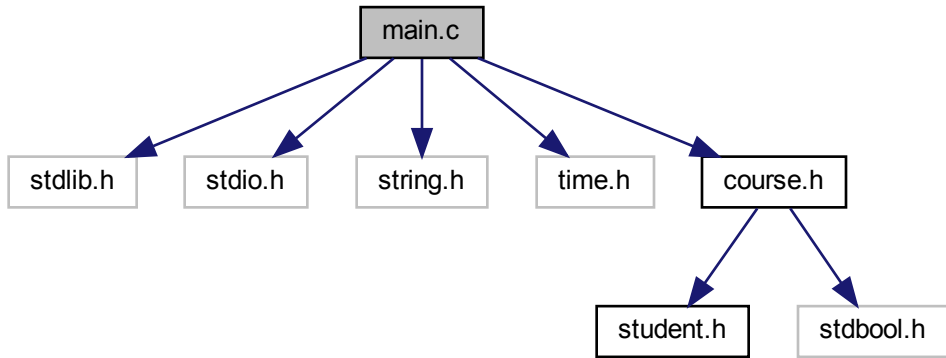 main.c
stdlib.h
stdio.h
string.h
time.h
course.h
student.h
stdbool.h